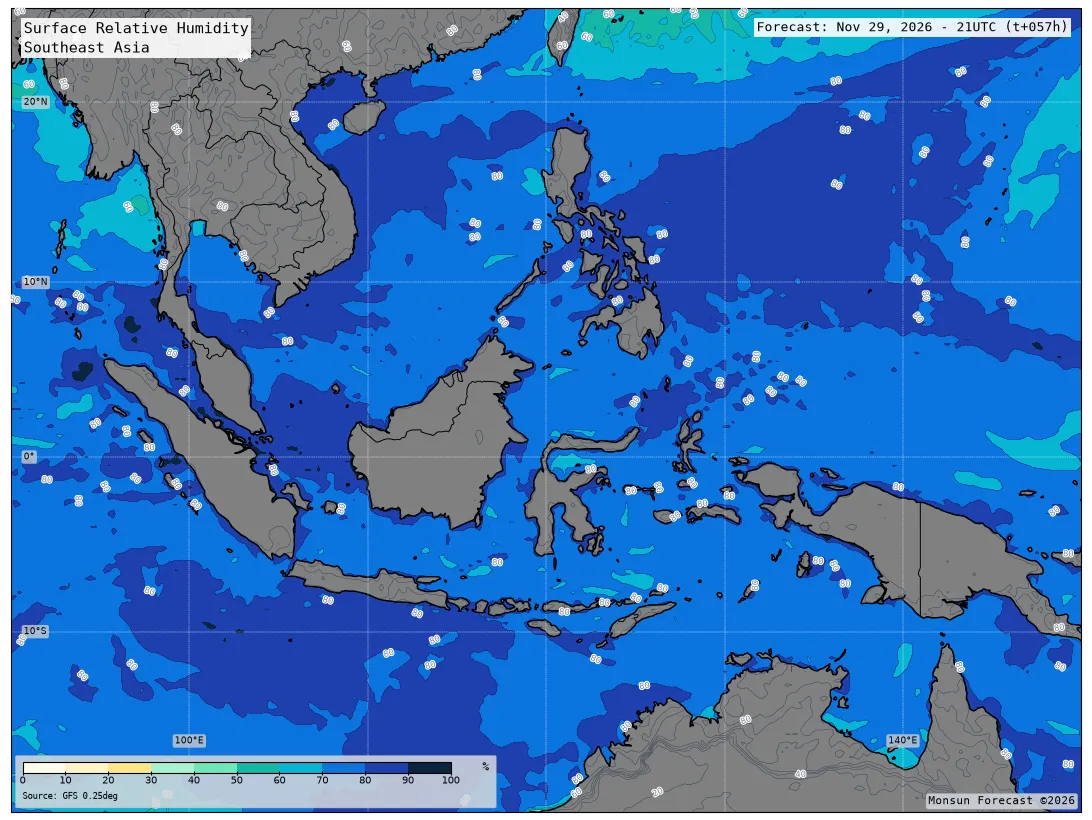 Surface Relative Humidity
Southeast Asia
Forecast: Nov 29, 2026 - 21UTC (t+057h)
20°N
10°N
0°
10°S
100°E
140°E
%
0 10 20 30 40 50 60 70 80 90 100
Source: GFS 0.25deg
Monsun Forecast ©2026